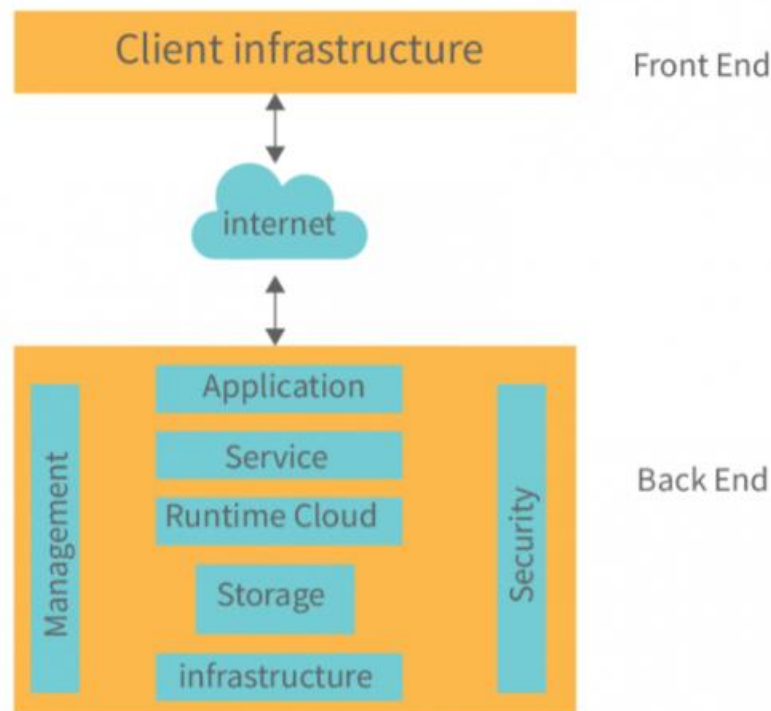 Client infrastructure
Front End
internet
Application
Service
Runtime Cloud
Storage
infrastructure
Management
Security
Back End